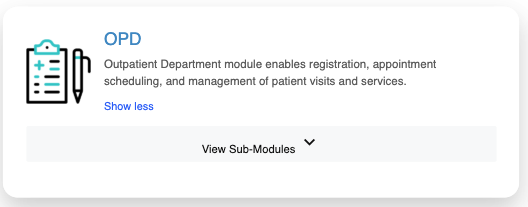 OPD
Outpatient Department module enables registration, appointment
scheduling, and management of patient visits and services.
Show less
View Sub-Modules